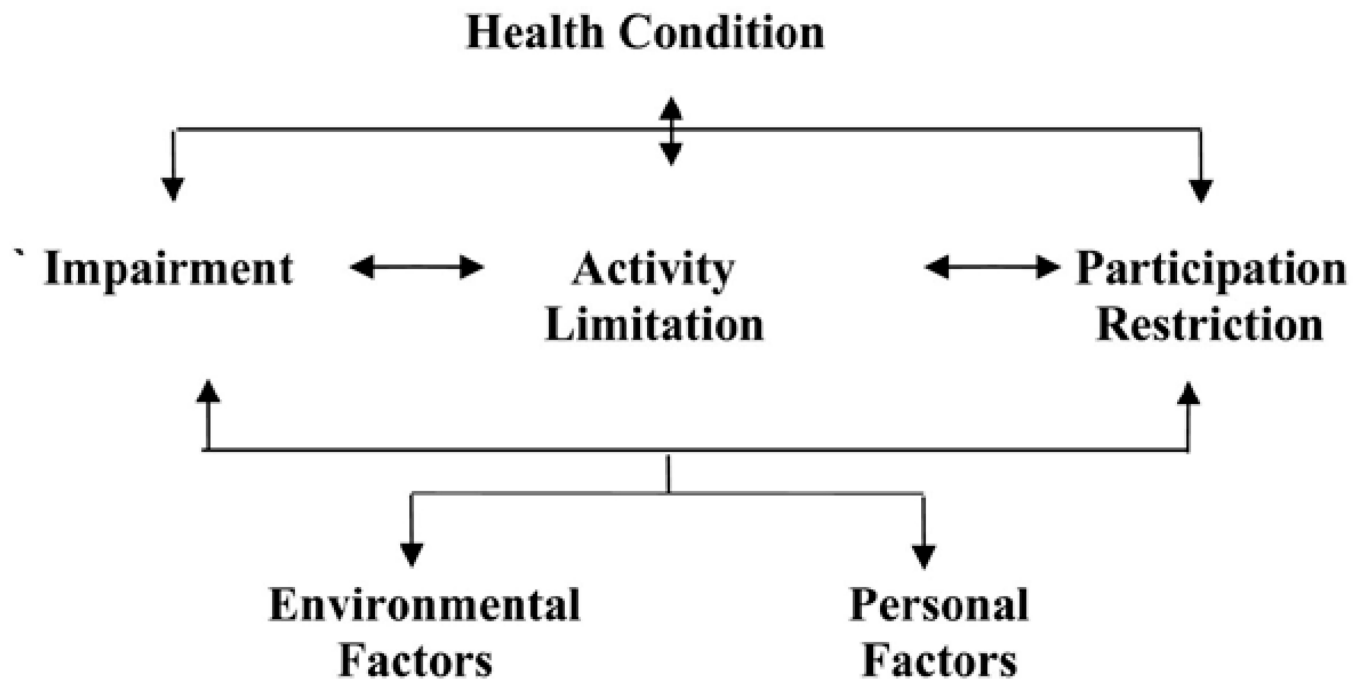 Health Condition
` Impairment
Activity
Limitation
Participation
Restriction
Environmental
Factors
Personal
Factors